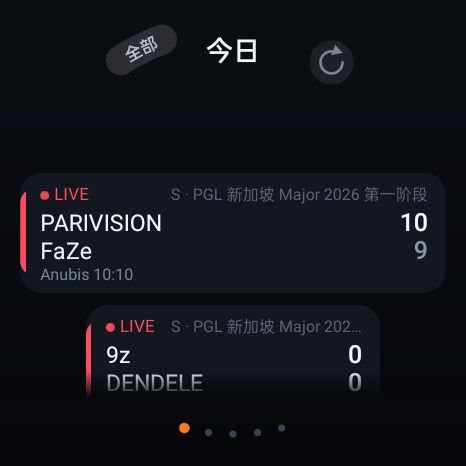 全部
今日
LIVE S · PGL 新加坡 Major 2026 第一阶段
PARIVISION 10
FaZe 9
Anubis 10:10
LIVE S · PGL 新加坡 Major 202…
9z 0
DENDELE 0